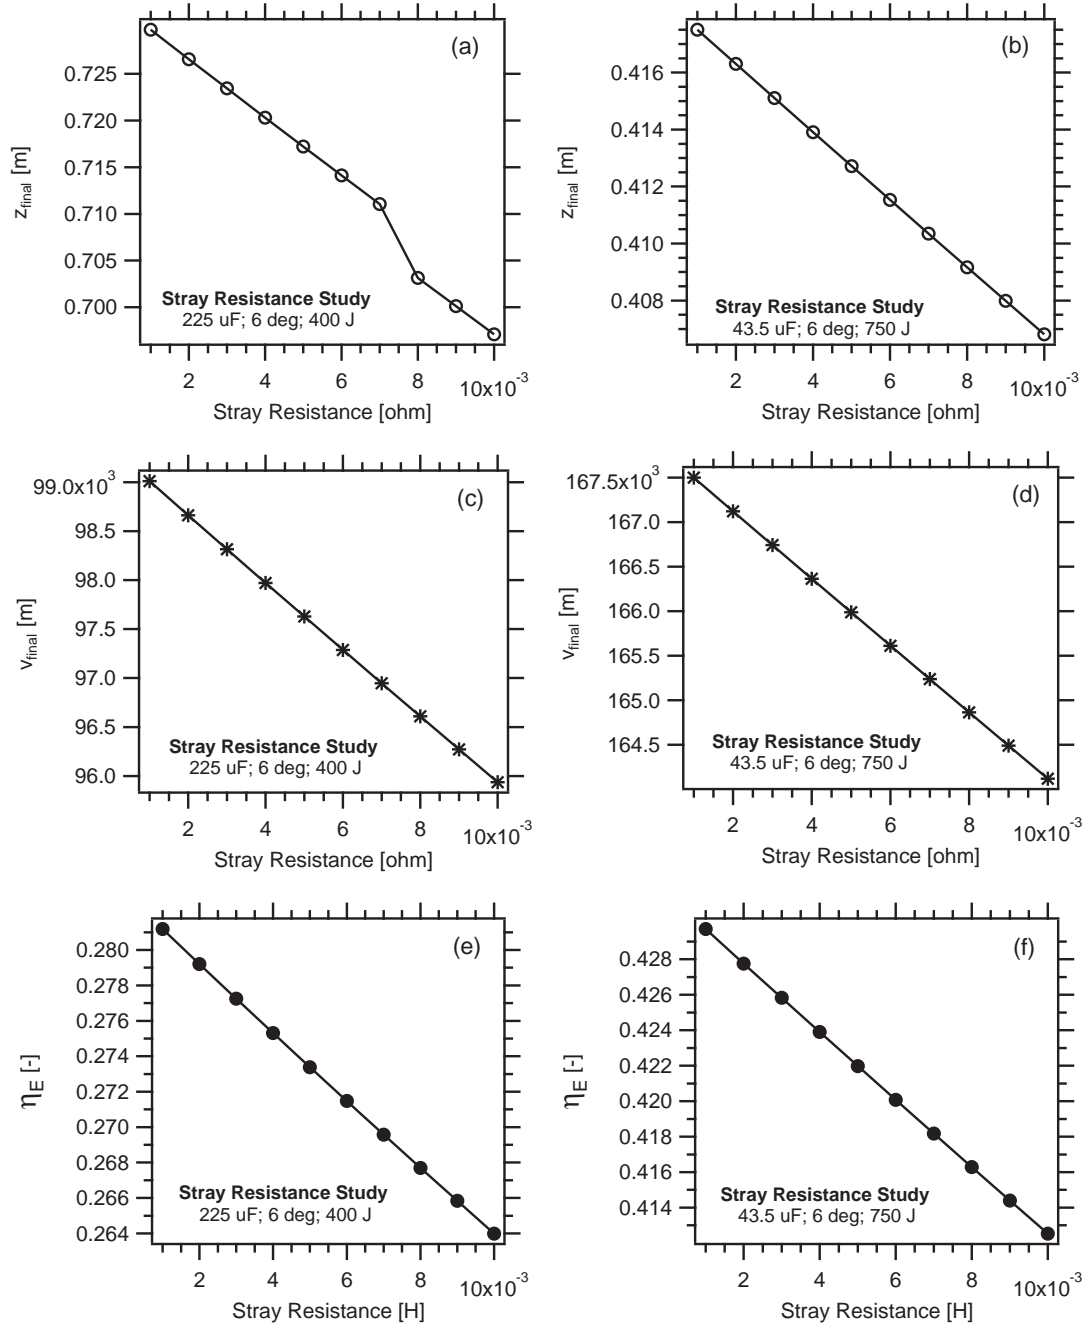 (a)
0.725
0.720
0.715
0.710
0.705
0.700
z_final [m]
Stray Resistance Study
225 uF; 6 deg; 400 J
2 4 6 8 10x10^-3
Stray Resistance [ohm]
(b)
0.416
0.414
0.412
0.410
0.408
z_final [m]
Stray Resistance Study
43.5 uF; 6 deg; 750 J
2 4 6 8 10x10^-3
Stray Resistance [ohm]
(c)
99.0x10^3
98.5
98.0
97.5
97.0
96.5
96.0
v_final [m]
Stray Resistance Study
225 uF; 6 deg; 400 J
2 4 6 8 10x10^-3
Stray Resistance [ohm]
(d)
167.5x10^3
167.0
166.5
166.0
165.5
165.0
164.5
v_final [m]
Stray Resistance Study
43.5 uF; 6 deg; 750 J
2 4 6 8 10x10^-3
Stray Resistance [ohm]
(e)
0.280
0.278
0.276
0.274
0.272
0.270
0.268
0.266
0.264
η_E [-]
Stray Resistance Study
225 uF; 6 deg; 400 J
2 4 6 8 10x10^-3
Stray Resistance [H]
(f)
0.428
0.426
0.424
0.422
0.420
0.418
0.416
0.414
η_E [-]
Stray Resistance Study
43.5 uF; 6 deg; 750 J
2 4 6 8 10x10^-3
Stray Resistance [H]